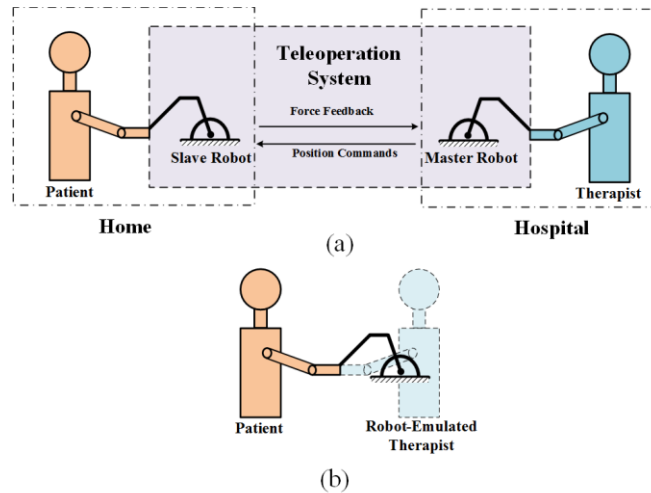 Teleoperation
System
Force Feedback
Position Commands
Slave Robot
Master Robot
Patient
Therapist
Home
Hospital
(a)
Patient
Robot-Emulated
Therapist
(b)